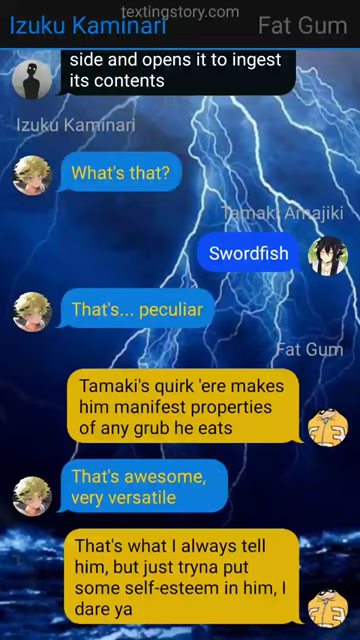 textingstory.com
Izuku Kaminari
Fat Gum
side and opens it to ingest
its contents
Izuku Kaminari
What's that?
Tamaki Amajiki
Swordfish
That's... peculiar
Fat Gum
Tamaki's quirk 'ere makes
him manifest properties
of any grub he eats
That's awesome,
very versatile
That's what I always tell
him, but just tryna put
some self-esteem in him, I
dare ya